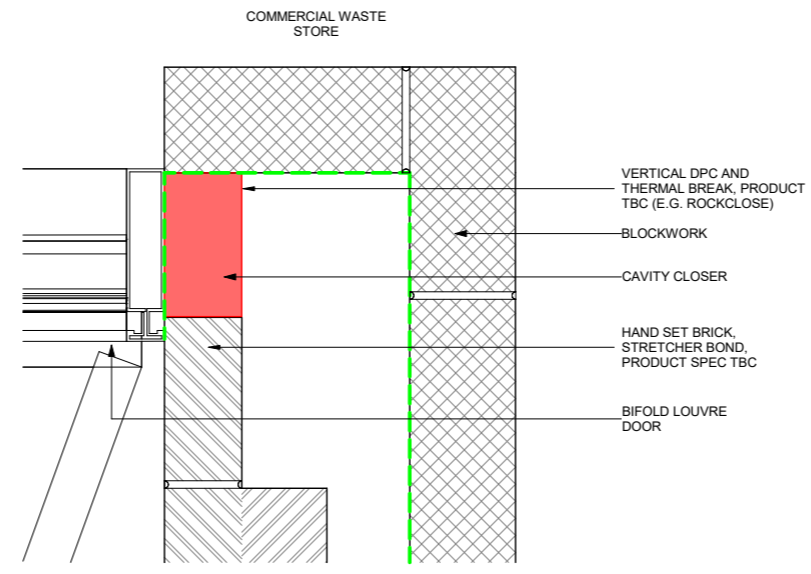 COMMERCIAL WASTE
STORE
VERTICAL DPC AND
THERMAL BREAK, PRODUCT
TBC (E.G. ROCKCLOSE)
BLOCKWORK
CAVITY CLOSER
HAND SET BRICK,
STRETCHER BOND,
PRODUCT SPEC TBC
BIFOLD LOUVRE
DOOR